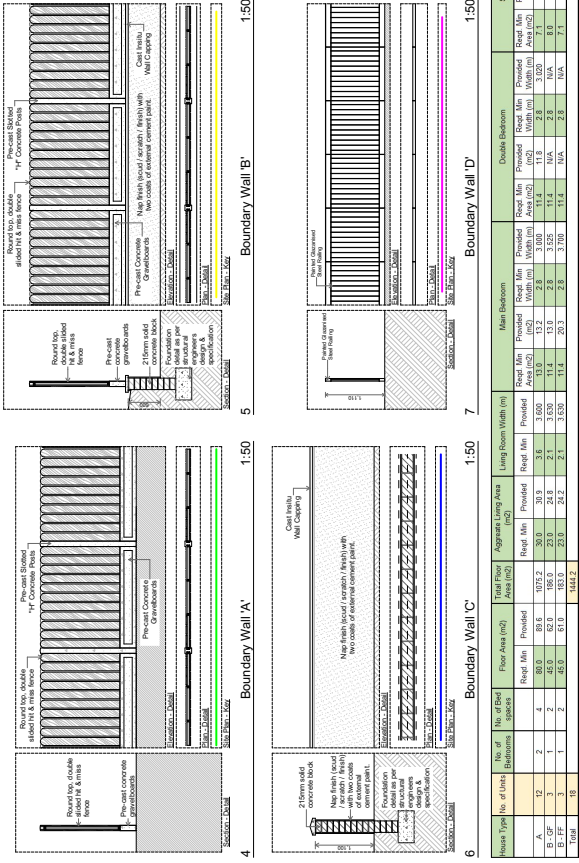 Round top, double
slided hit & miss fence
Pre-cast Slotted
"H" Concrete Posts
Round top, double
slided hit & miss
fence
Pre-cast concrete
gravelboards
Pre-cast Concrete
Gravelboards
Section - Detail
Elevation - Detail
Plan - Detail
Site Plan - Key
4
Boundary Wall 'A'
1:50
Round top, double
slided hit & miss fence
Pre-cast Slotted
"H" Concrete Posts
Round top,
double slided
hit & miss
fence
Pre-cast
concrete
gravelboards
215mm solid
concrete block
Foundation
detail as per
structural
engineers
design &
specification
Pre-cast Concrete
Gravelboards
Nap finish (scud / scratch / finish) with
two coats of external cement paint.
Cast Insitu
Wall Capping
Section - Detail
Elevation - Detail
Plan - Detail
Site Plan - Key
5
Boundary Wall 'B'
1:50
215mm solid
concrete block
Nap finish (scud
/ scratch / finish)
with two coats
of external
cement paint.
Foundation
detail as per
structural
engineers
design &
specification
1,100
Cast Insitu
Wall Capping
Nap finish (scud / scratch / finish) with
two coats of external cement paint.
Section - Detail
Elevation - Detail
Plan - Detail
Site Plan - Key
6
Boundary Wall 'C'
1:50
Painted Glazanised
Steel Railing
1,110
Painted Glazanised
Steel Railing
Section - Detail
Elevation - Detail
Plan - Detail
Site Plan - Key
7
Boundary Wall 'D'
1:50
House Type No. of Units No. of Bedrooms No. of Bed spaces Floor Area (m2) Total Floor Area (m2) Aggreate Living Area (m2) Living Room Width (m) Main Bedroom Double Bedroom
Reqd. Min Provided Reqd. Min Provided Reqd. Min Provided Reqd. Min Area (m2) Provided (m2) Reqd. Min Width (m) Provided Width (m) Reqd. Min Area (m2) Provided (m2) Reqd. Min Width (m) Provided Width (m) Reqd. Min Area (m2)
A 12 2 4 80.0 89.6 1075.2 30.0 30.9 3.6 3.600 13.0 13.2 2.8 3.000 11.4 11.8 2.8 3.020 7.1
B - GF 3 1 2 45.0 62.0 186.0 23.0 24.8 2.1 3.630 11.4 13.0 2.8 3.525 11.4 N/A 2.8 N/A 8.0
B - FF 3 1 2 45.0 61.0 183.0 23.0 24.2 2.1 3.630 11.4 20.3 2.8 3.700 11.4 N/A 2.8 N/A 7.1
Total 18 1444.2